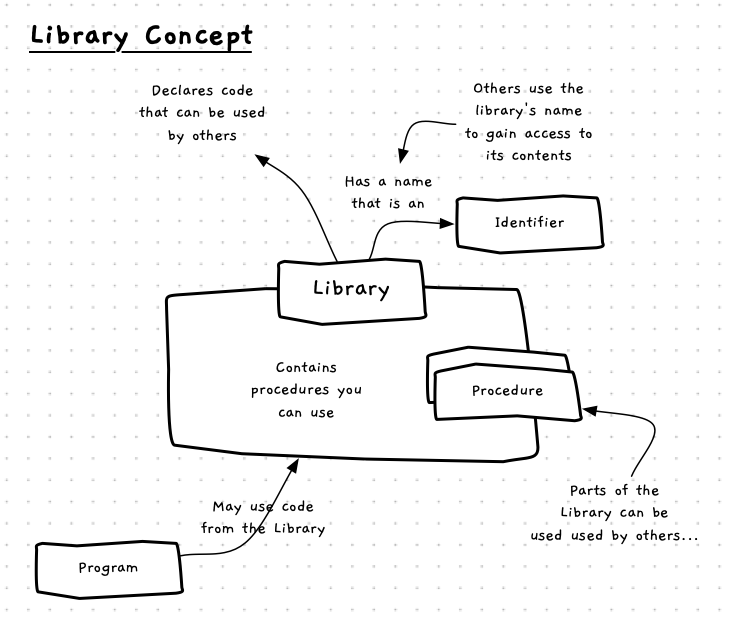 Library Concept
Declares code
that can be used
by others
Others use the
library's name
to gain access to
its contents
Has a name
that is an
Identifier
Library
Contains
procedures you
can use
Procedure
May use code
from the Library
Parts of the
Library can be
used used by others...
Program